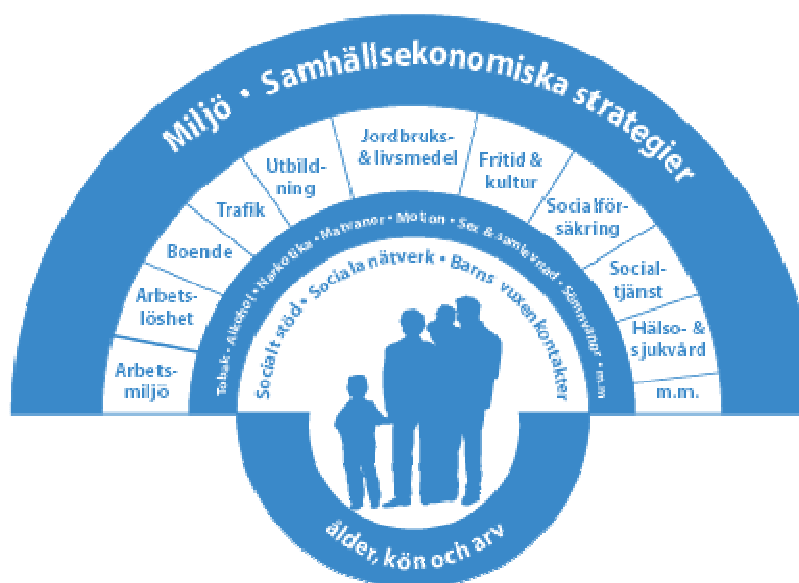 Miljö • Samhällsekonomiska strategier
Arbets-
miljö
Arbets-
löshet
Boende
Trafik
Utbild-
ning
Jordbruks-
& livsmedel
Fritid &
kultur
Socialför-
säkring
Social-
tjänst
Hälso- &
sjukvård
m.m.
Tobak • Alkohol • Narkotika • Matvanor • Motion • Sex & samlevnad • Sömnvanor • m.m
Socialt stöd • Sociala nätverk • Barns vuxenkontakter
ålder, kön och arv